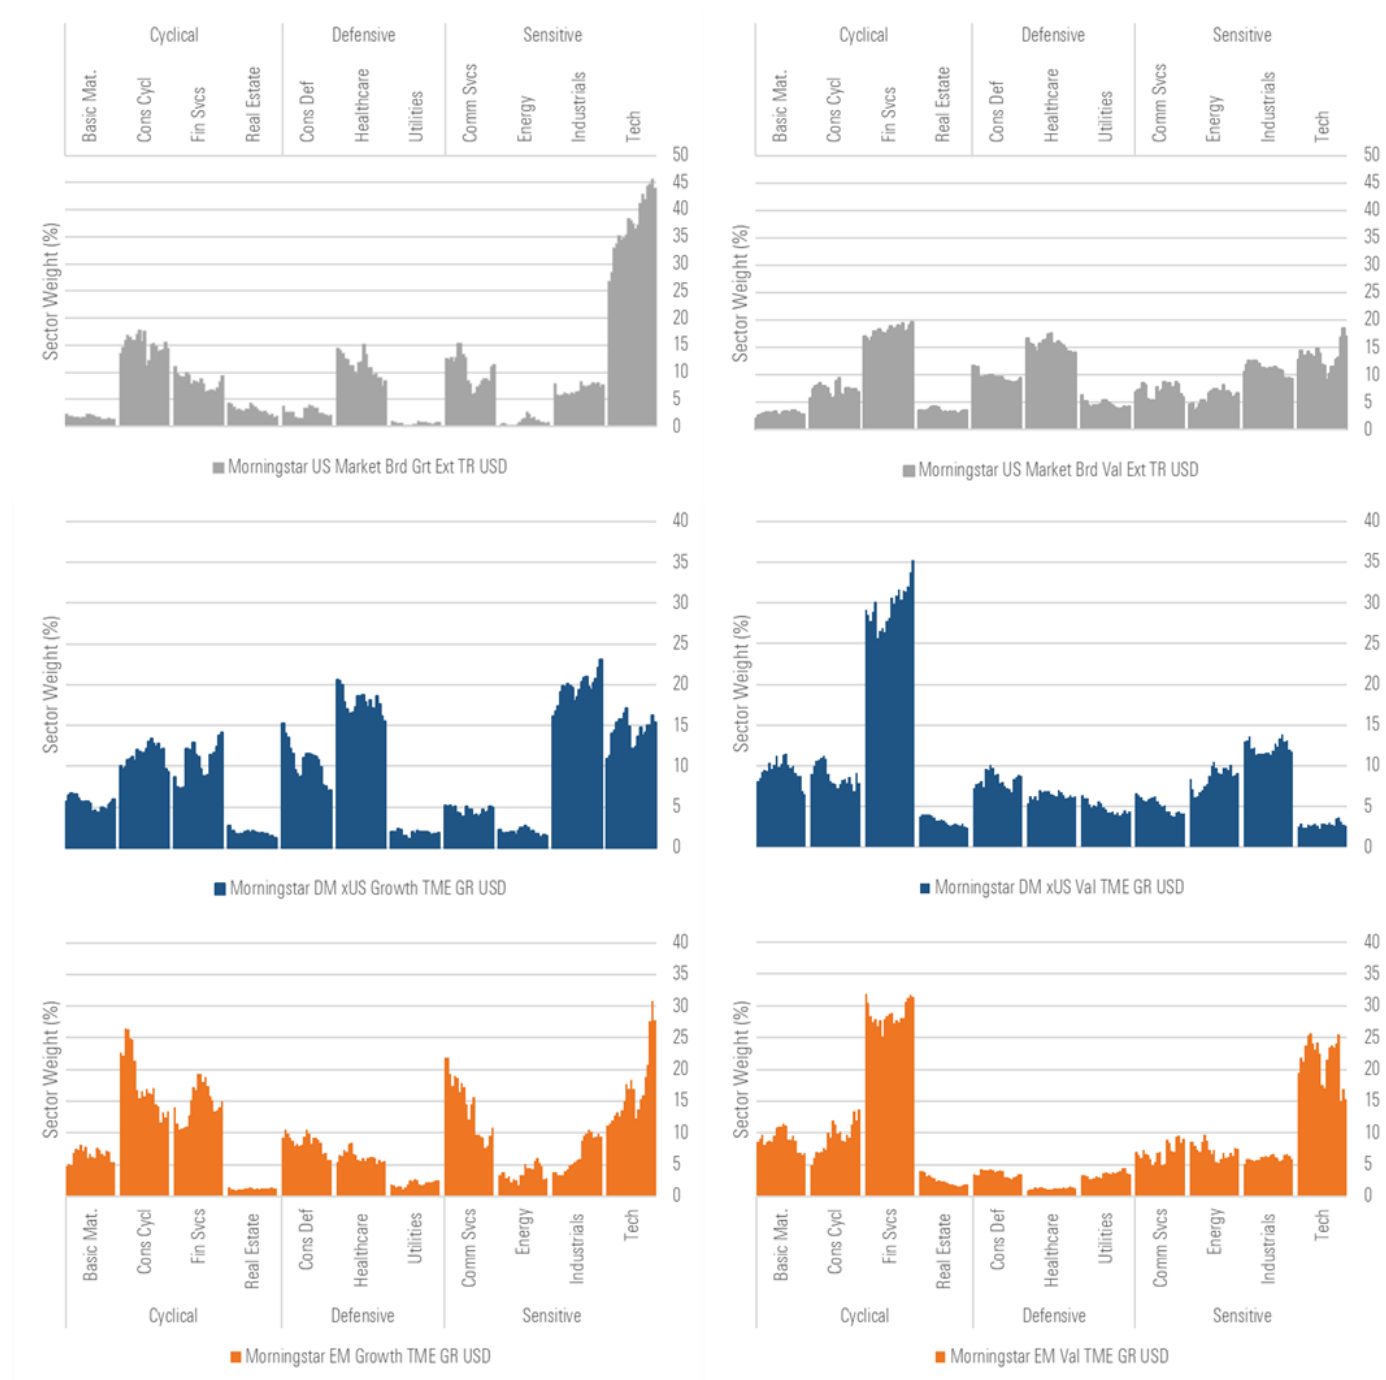 Cyclical Defensive Sensitive
Basic Mat. Cons Cycl Fin Svcs Real Estate Cons Def Healthcare Utilities Comm Svcs Energy Industrials Tech
Sector Weight (%)
50
45
40
35
30
25
20
15
10
5
0
Morningstar US Market Brd Grt Ext TR USD
Cyclical Defensive Sensitive
Basic Mat. Cons Cycl Fin Svcs Real Estate Cons Def Healthcare Utilities Comm Svcs Energy Industrials Tech
Sector Weight (%)
50
45
40
35
30
25
20
15
10
5
0
Morningstar US Market Brd Val Ext TR USD
Sector Weight (%)
40
35
30
25
20
15
10
5
0
Morningstar DM xUS Growth TME GR USD
Sector Weight (%)
40
35
30
25
20
15
10
5
0
Morningstar DM xUS Val TME GR USD
Sector Weight (%)
40
35
30
25
20
15
10
5
0
Basic Mat. Cons Cycl Fin Svcs Real Estate Cons Def Healthcare Utilities Comm Svcs Energy Industrials Tech
Cyclical Defensive Sensitive
Morningstar EM Growth TME GR USD
Sector Weight (%)
40
35
30
25
20
15
10
5
0
Basic Mat. Cons Cycl Fin Svcs Real Estate Cons Def Healthcare Utilities Comm Svcs Energy Industrials Tech
Cyclical Defensive Sensitive
Morningstar EM Val TME GR USD